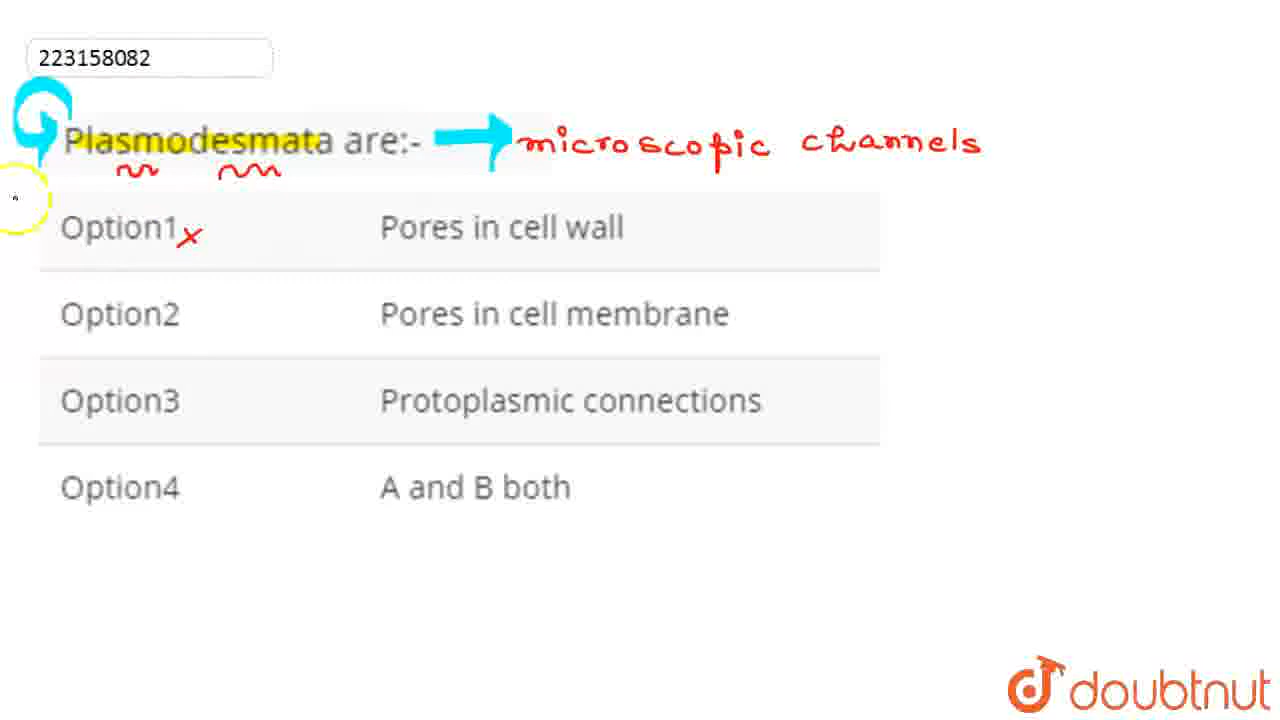 223158082
Plasmodesmata are:- microscopic channels
Option1 x Pores in cell wall
Option2 Pores in cell membrane
Option3 Protoplasmic connections
Option4 A and B both
doubtnut